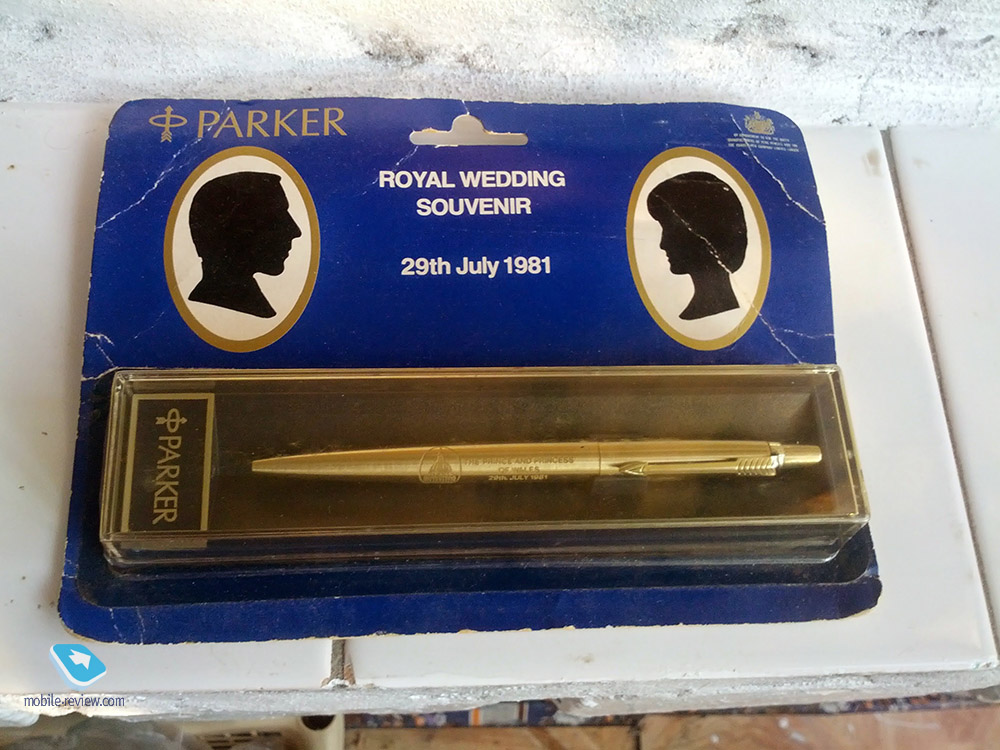 PARKER
ROYAL WEDDING
SOUVENIR
29th July 1981
PARKER
THE PRINCE AND PRINCESS
OF WALES
29th JULY 1981
mobile-review.com